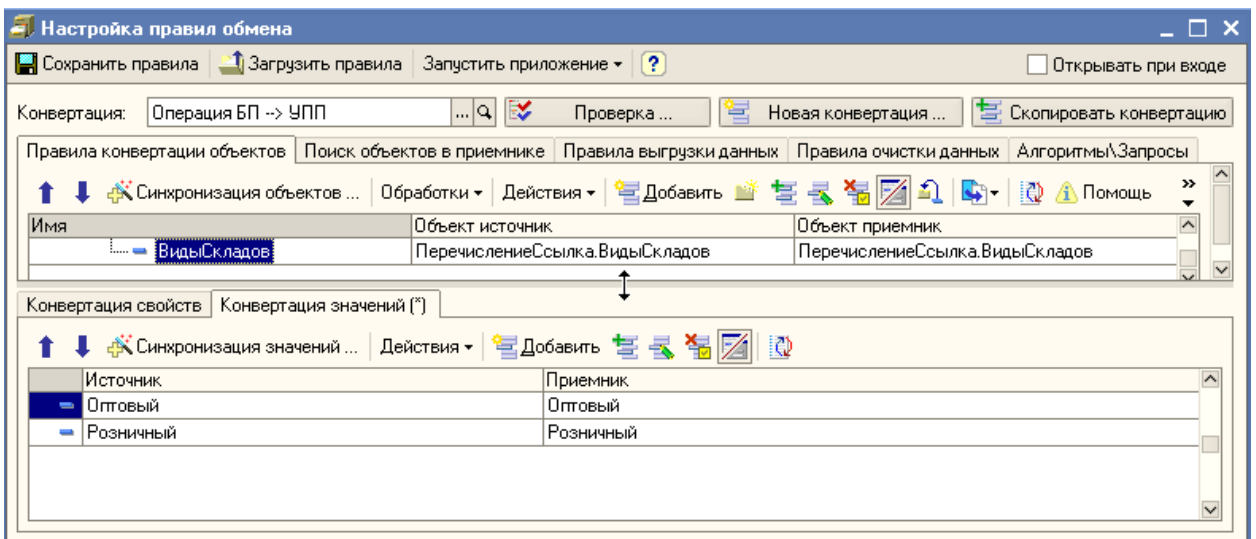 Настройка правил обмена
Сохранить правила Загрузить правила Запустить приложение ? Открывать при входе
Конвертация: Операция БП --> УПП ... Проверка ... Новая конвертация ... Скопировать конвертацию
Правила конвертации объектов Поиск объектов в приемнике Правила выгрузки данных Правила очистки данных Алгоритмы\Запросы
Синхронизация объектов ... Обработки Действия Добавить Помощь
Имя Объект источник Объект приемник
ВидыСкладов ПеречислениеСсылка.ВидыСкладов ПеречислениеСсылка.ВидыСкладов
Конвертация свойств Конвертация значений (*)
Синхронизация значений ... Действия Добавить
Источник Приемник
Оптовый Оптовый
Розничный Розничный